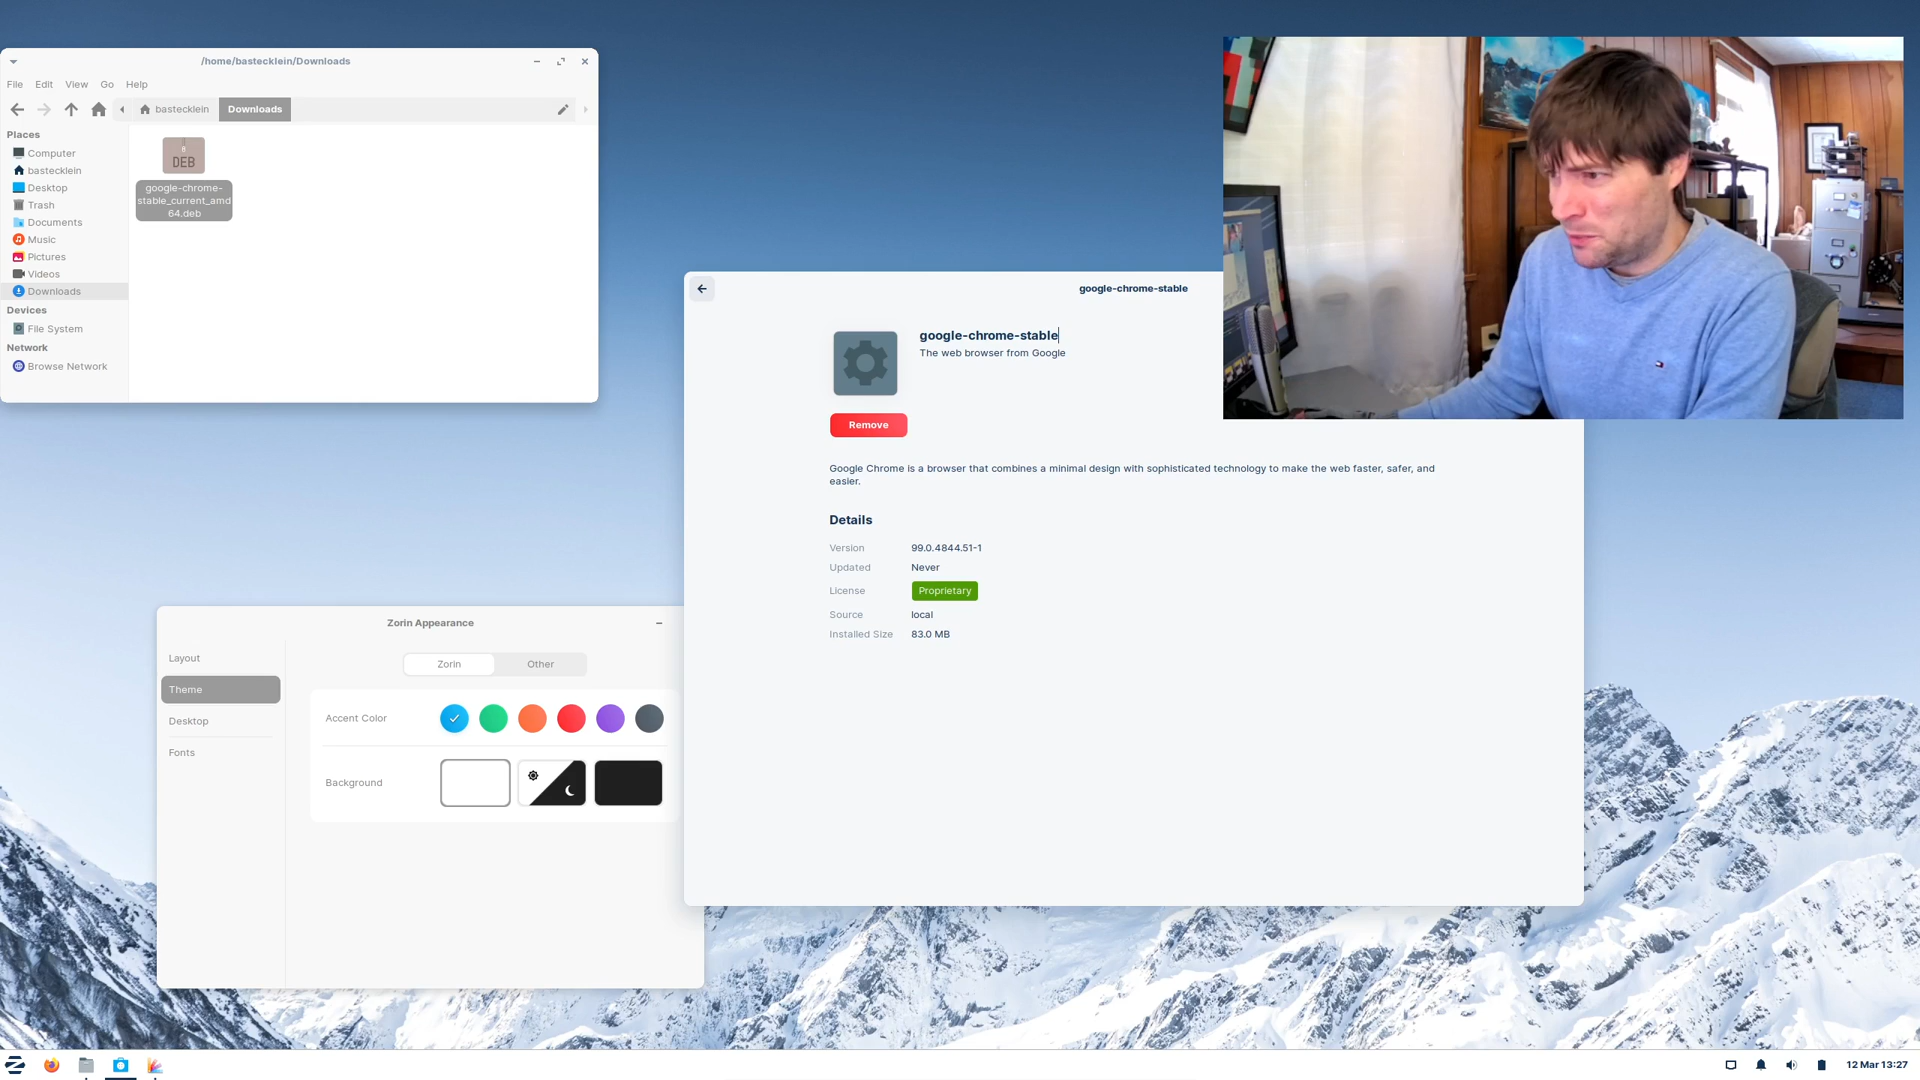 /home/bastecklein/Downloads
File Edit View Go Help
bastecklein Downloads
Places
Computer
bastecklein
Desktop
Trash
Documents
Music
Pictures
Videos
Downloads
Devices
File System
Network
Browse Network
DEB
google-chrome-
stable_current_amd
64.deb
google-chrome-stable
google-chrome-stable
The web browser from Google
Remove
Google Chrome is a browser that combines a minimal design with sophisticated technology to make the web faster, safer, and
easier.
Details
Version 99.0.4844.51-1
Updated Never
License Proprietary
Source local
Installed Size 83.0 MB
Zorin Appearance
Layout
Theme
Desktop
Fonts
Zorin Other
Accent Color
Background
12 Mar 13:27